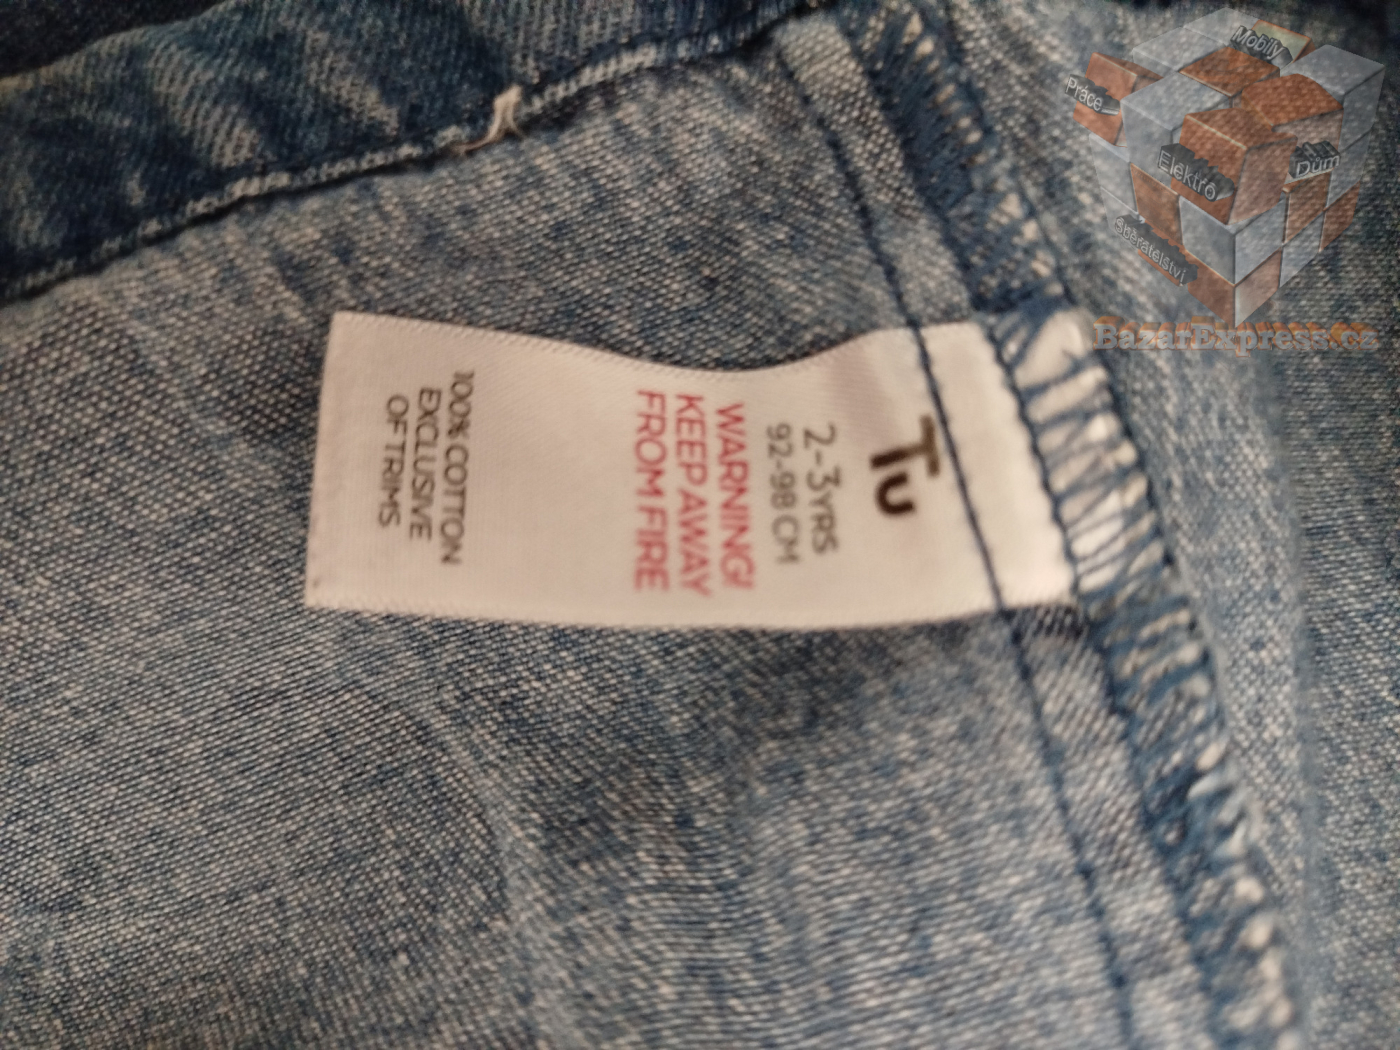 Tu
2-3YRS
92-98 CM
WARNING!
KEEP AWAY
FROM FIRE
100% COTTON
EXCLUSIVE
OF TRIMS
Mobily
Práce
Elektro
Dům
Sběratelství
BazarExpress.cz